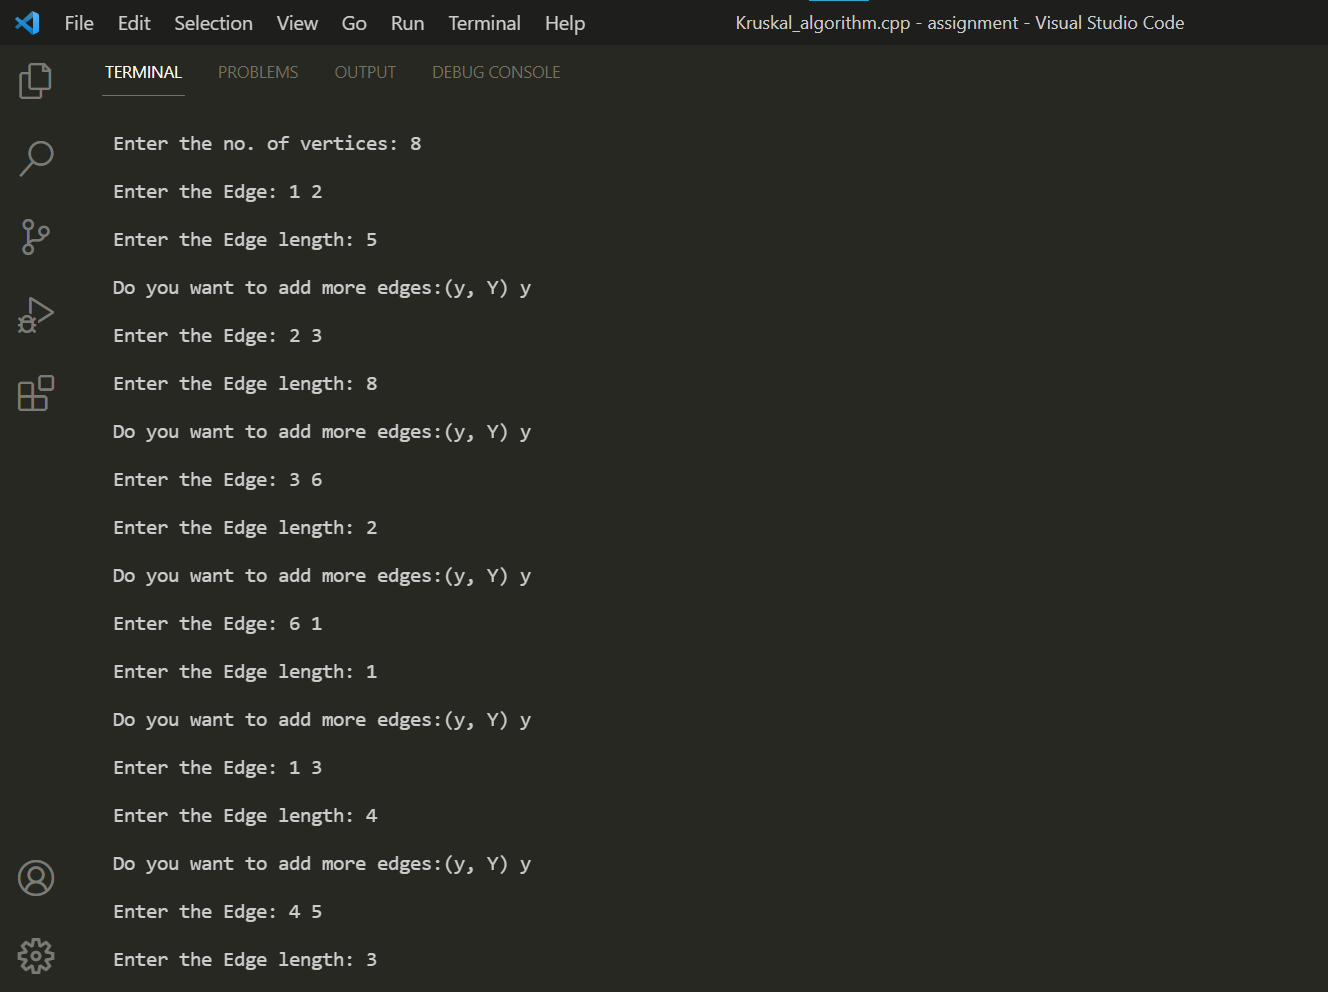 File Edit Selection View Go Run Terminal Help Kruskal_algorithm.cpp - assignment - Visual Studio Code
TERMINAL PROBLEMS OUTPUT DEBUG CONSOLE
Enter the no. of vertices: 8
Enter the Edge: 1 2
Enter the Edge length: 5
Do you want to add more edges:(y, Y) y
Enter the Edge: 2 3
Enter the Edge length: 8
Do you want to add more edges:(y, Y) y
Enter the Edge: 3 6
Enter the Edge length: 2
Do you want to add more edges:(y, Y) y
Enter the Edge: 6 1
Enter the Edge length: 1
Do you want to add more edges:(y, Y) y
Enter the Edge: 1 3
Enter the Edge length: 4
Do you want to add more edges:(y, Y) y
Enter the Edge: 4 5
Enter the Edge length: 3